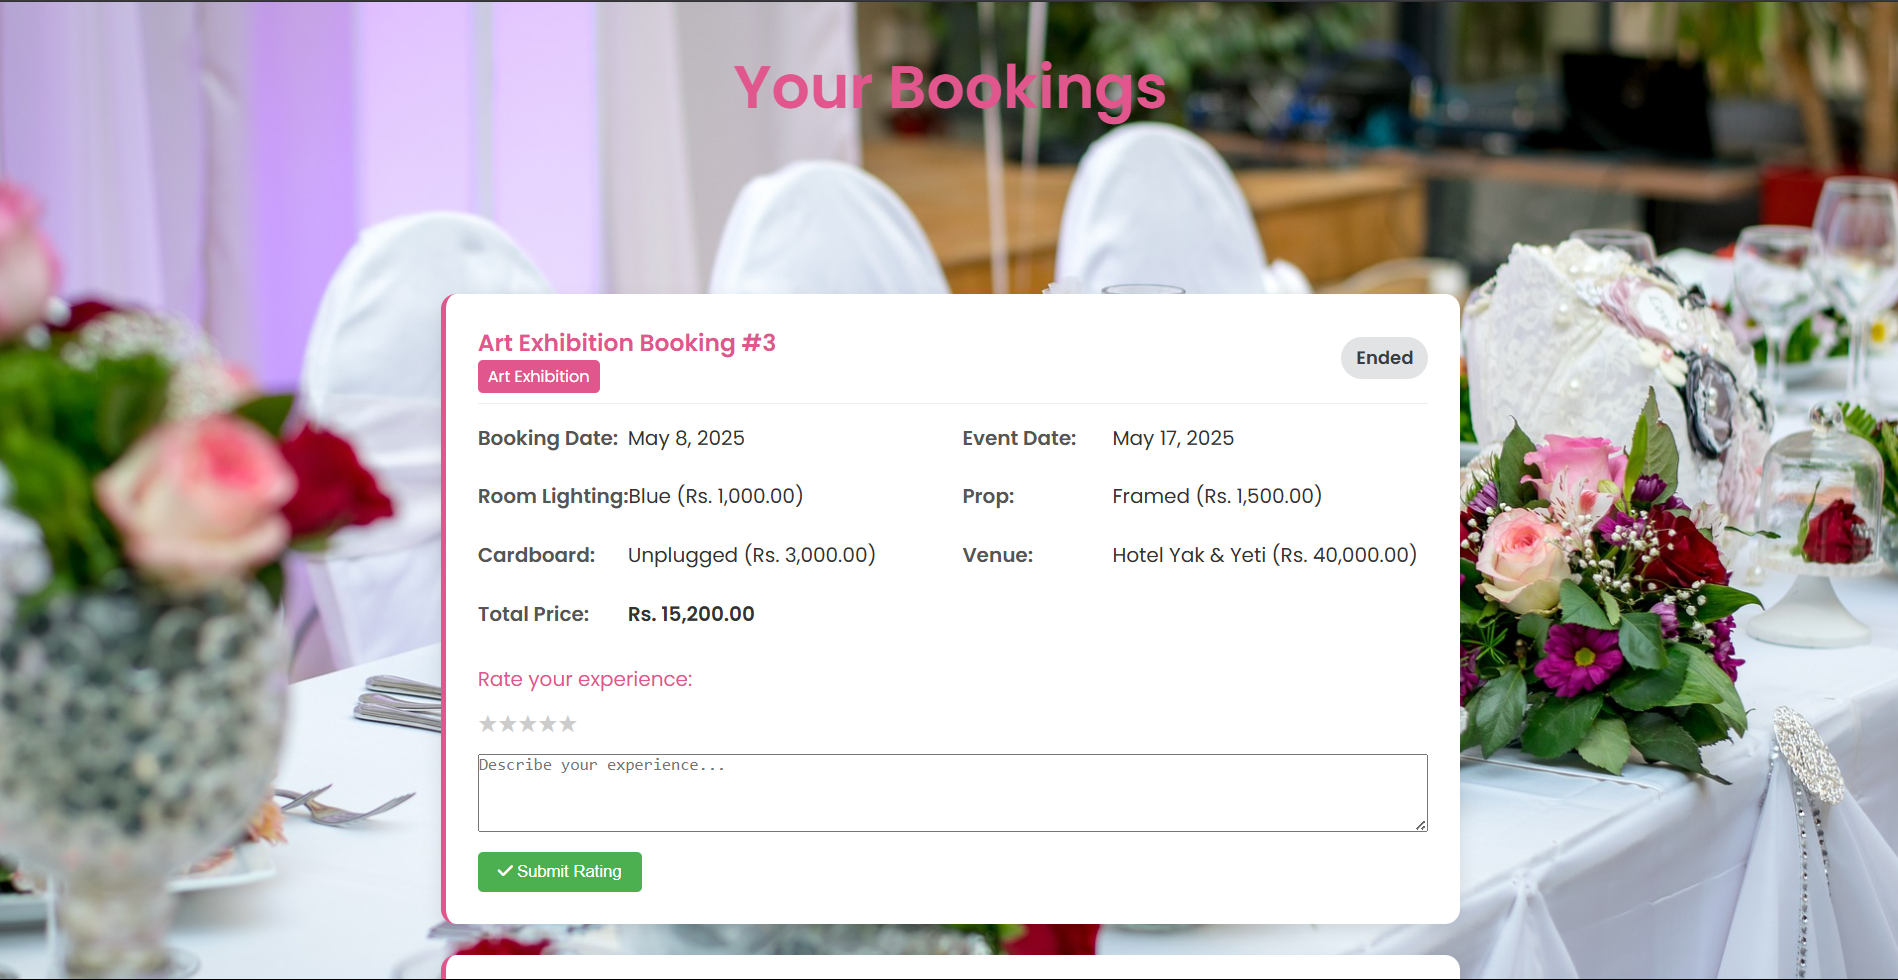 Your Bookings
Art Exhibition Booking #3
Art Exhibition
Ended
Booking Date: May 8, 2025
Event Date: May 17, 2025
Room Lighting:Blue (Rs. 1,000.00)
Prop: Framed (Rs. 1,500.00)
Cardboard: Unplugged (Rs. 3,000.00)
Venue: Hotel Yak & Yeti (Rs. 40,000.00)
Total Price: Rs. 15,200.00
Rate your experience:
★★★★★
Describe your experience...
✓ Submit Rating